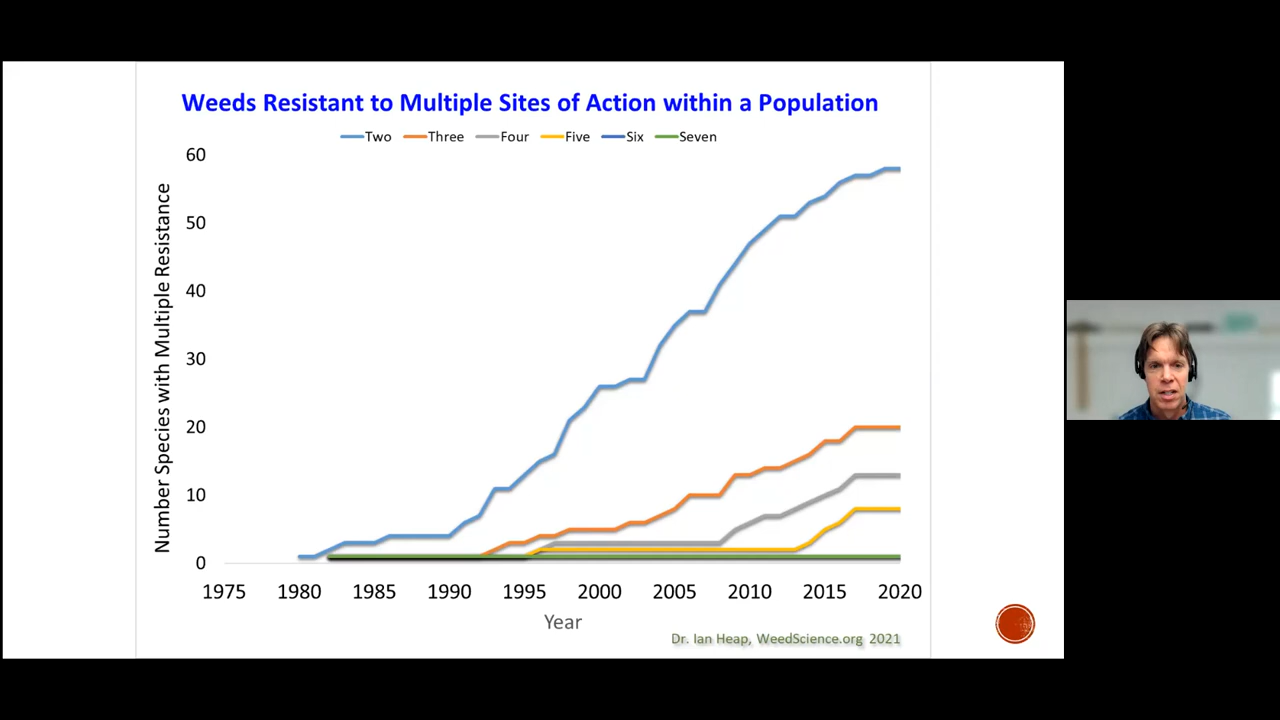 Weeds Resistant to Multiple Sites of Action within a Population
Two Three Four Five Six Seven
Number Species with Multiple Resistance
60
50
40
30
20
10
0
1975 1980 1985 1990 1995 2000 2005 2010 2015 2020
Year
Dr. Ian Heap, WeedScience.org 2021